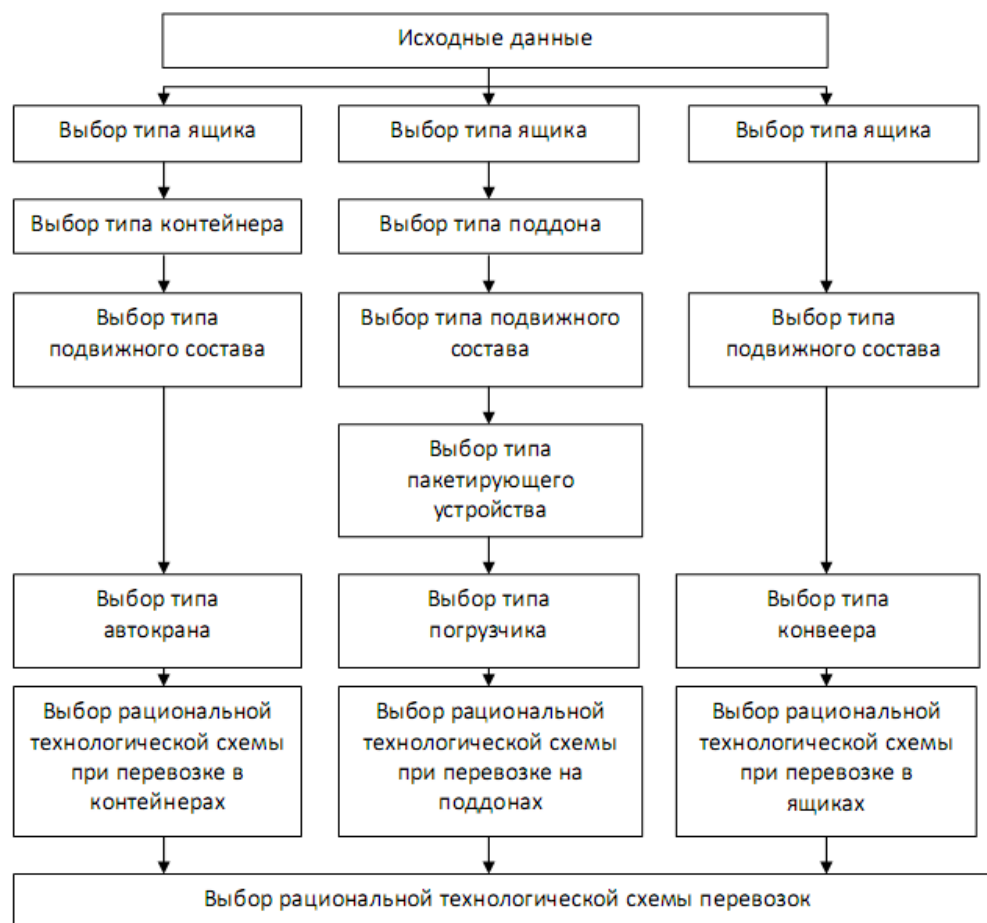 Исходные данные
Выбор типа ящика
Выбор типа ящика
Выбор типа ящика
Выбор типа контейнера
Выбор типа поддона
Выбор типа
подвижного состава
Выбор типа подвижного
состава
Выбор типа
подвижного состава
Выбор типа
пакетирующего
устройства
Выбор типа
автокрана
Выбор типа
погрузчика
Выбор типа
конвеера
Выбор рациональной
технологической схемы
при перевозке в
контейнерах
Выбор рациональной
технологической схемы
при перевозке на
поддонах
Выбор рациональной
технологической схемы
при перевозке в
ящиках
Выбор рациональной технологической схемы перевозок